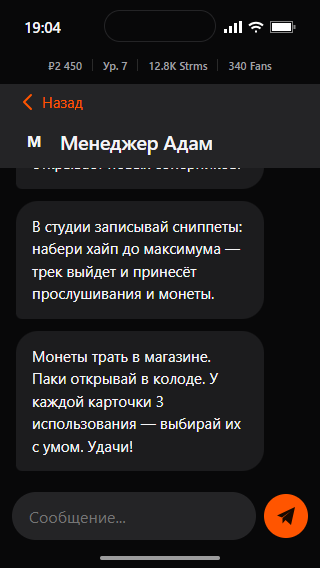 19:04
₽2 450 Ур. 7 12.8K Strms 340 Fans
Назад
М Менеджер Адам
В студии записывай сниппеты:
набери хайп до максимума —
трек выйдет и принесёт
прослушивания и монеты.
Монеты трать в магазине.
Паки открывай в колоде. У
каждой карточки 3
использования — выбирай их
с умом. Удачи!
Сообщение...